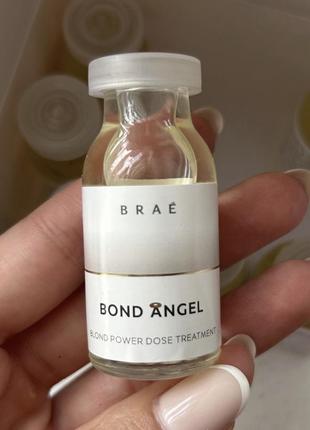 BRAÉ
BOND ANGEL
BLOND POWER DOSE TREATMENT